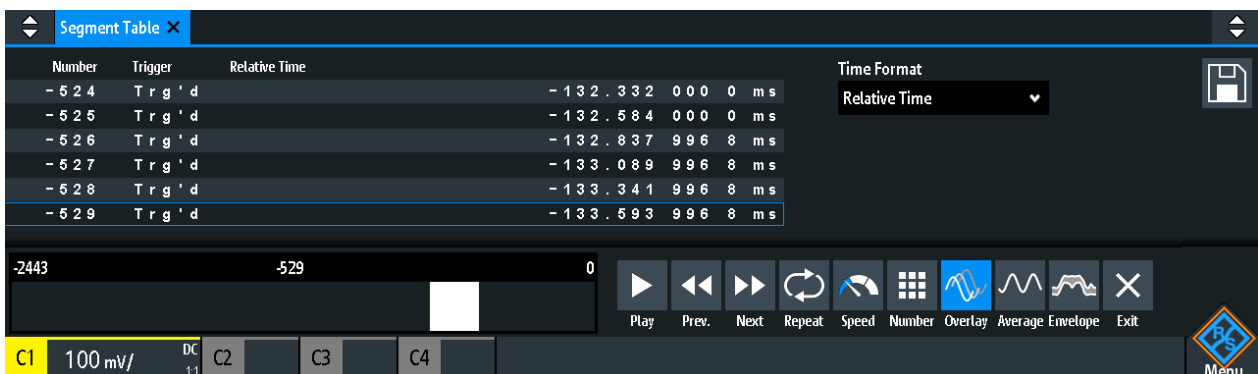 Segment Table ✕
Number Trigger Relative Time
-524 Trg'd -132.332 000 0 ms
-525 Trg'd -132.584 000 0 ms
-526 Trg'd -132.837 996 8 ms
-527 Trg'd -133.089 996 8 ms
-528 Trg'd -133.341 996 8 ms
-529 Trg'd -133.593 996 8 ms
Time Format
Relative Time
-2443 -529 0
Play Prev. Next Repeat Speed Number Overlay Average Envelope Exit
C1 100 mV/ DC 1:1 C2 C3 C4
R&S
Menu